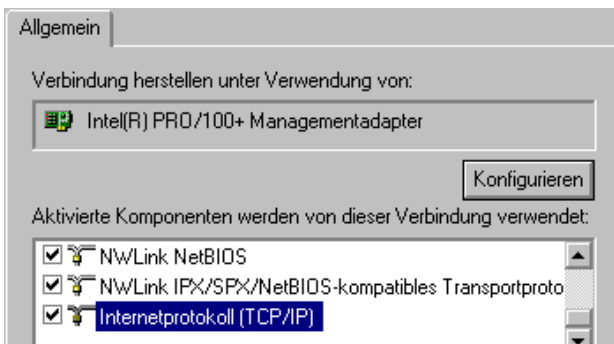 Allgemein
Verbindung herstellen unter Verwendung von:
Intel(R) PRO/100+ Managementadapter
Konfigurieren
Aktivierte Komponenten werden von dieser Verbindung verwendet:
NWLink NetBIOS
NWLink IPX/SPX/NetBIOS-kompatibles Transportproto
Internetprotokoll (TCP/IP)